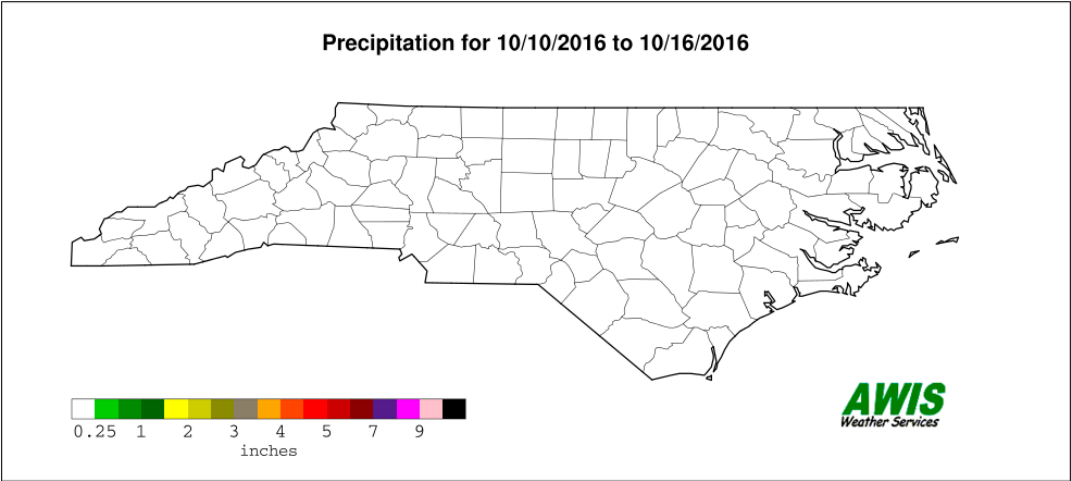 Precipitation for 10/10/2016 to 10/16/2016
0.25 1 2 3 4 5 7 9
inches
AWIS
Weather Services